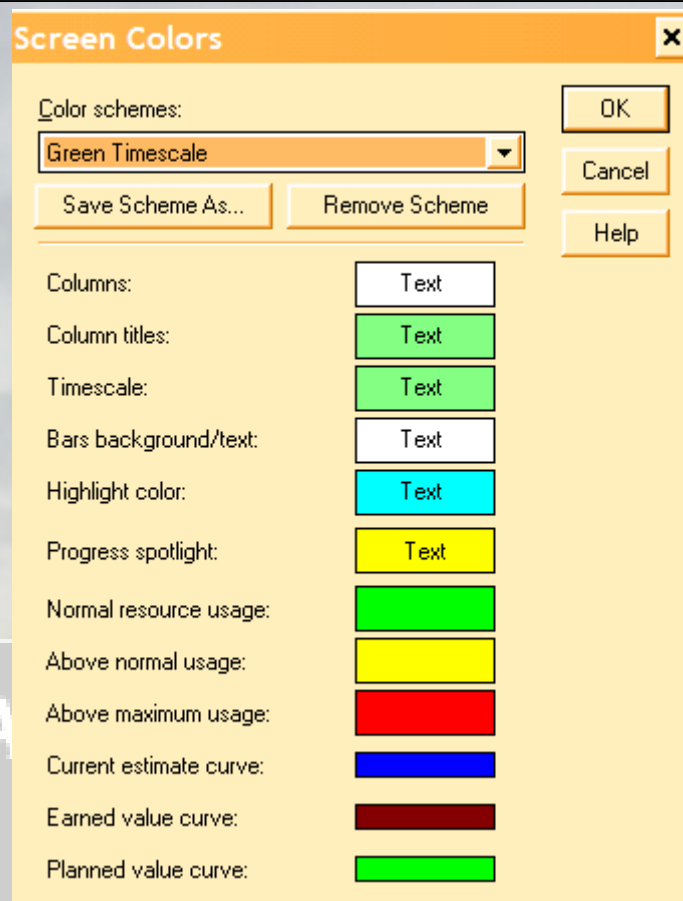 Screen Colors
Color schemes:
OK
Green Timescale
Cancel
Save Scheme As...
Remove Scheme
Help
Columns: Text
Column titles: Text
Timescale: Text
Bars background/text: Text
Highlight color: Text
Progress spotlight: Text
Normal resource usage:
Above normal usage:
Above maximum usage:
Current estimate curve:
Earned value curve:
Planned value curve: